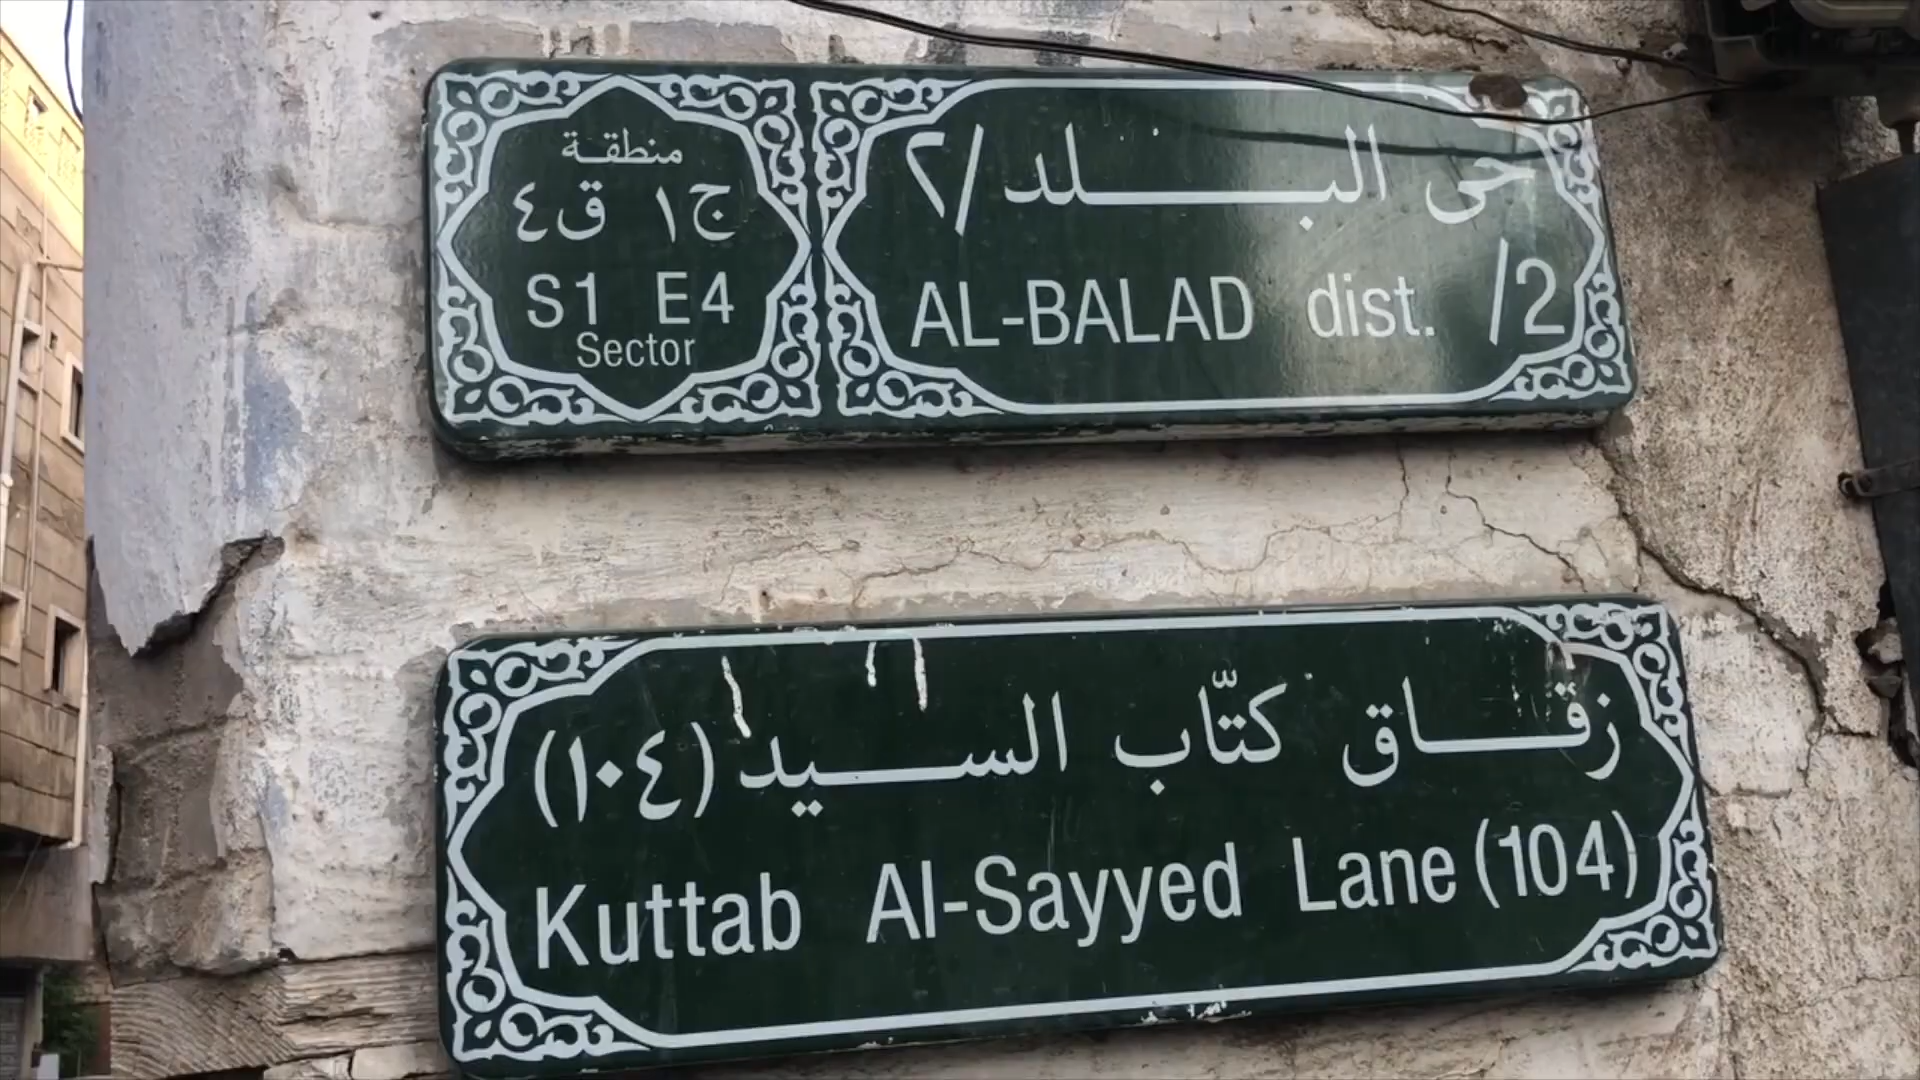 منطقة
ج١ ق٤
S1 E4
Sector
حى البلد /٢
AL-BALAD dist. /2
زقاق كتّاب السيد (١٠٤)
Kuttab Al-Sayyed Lane (104)